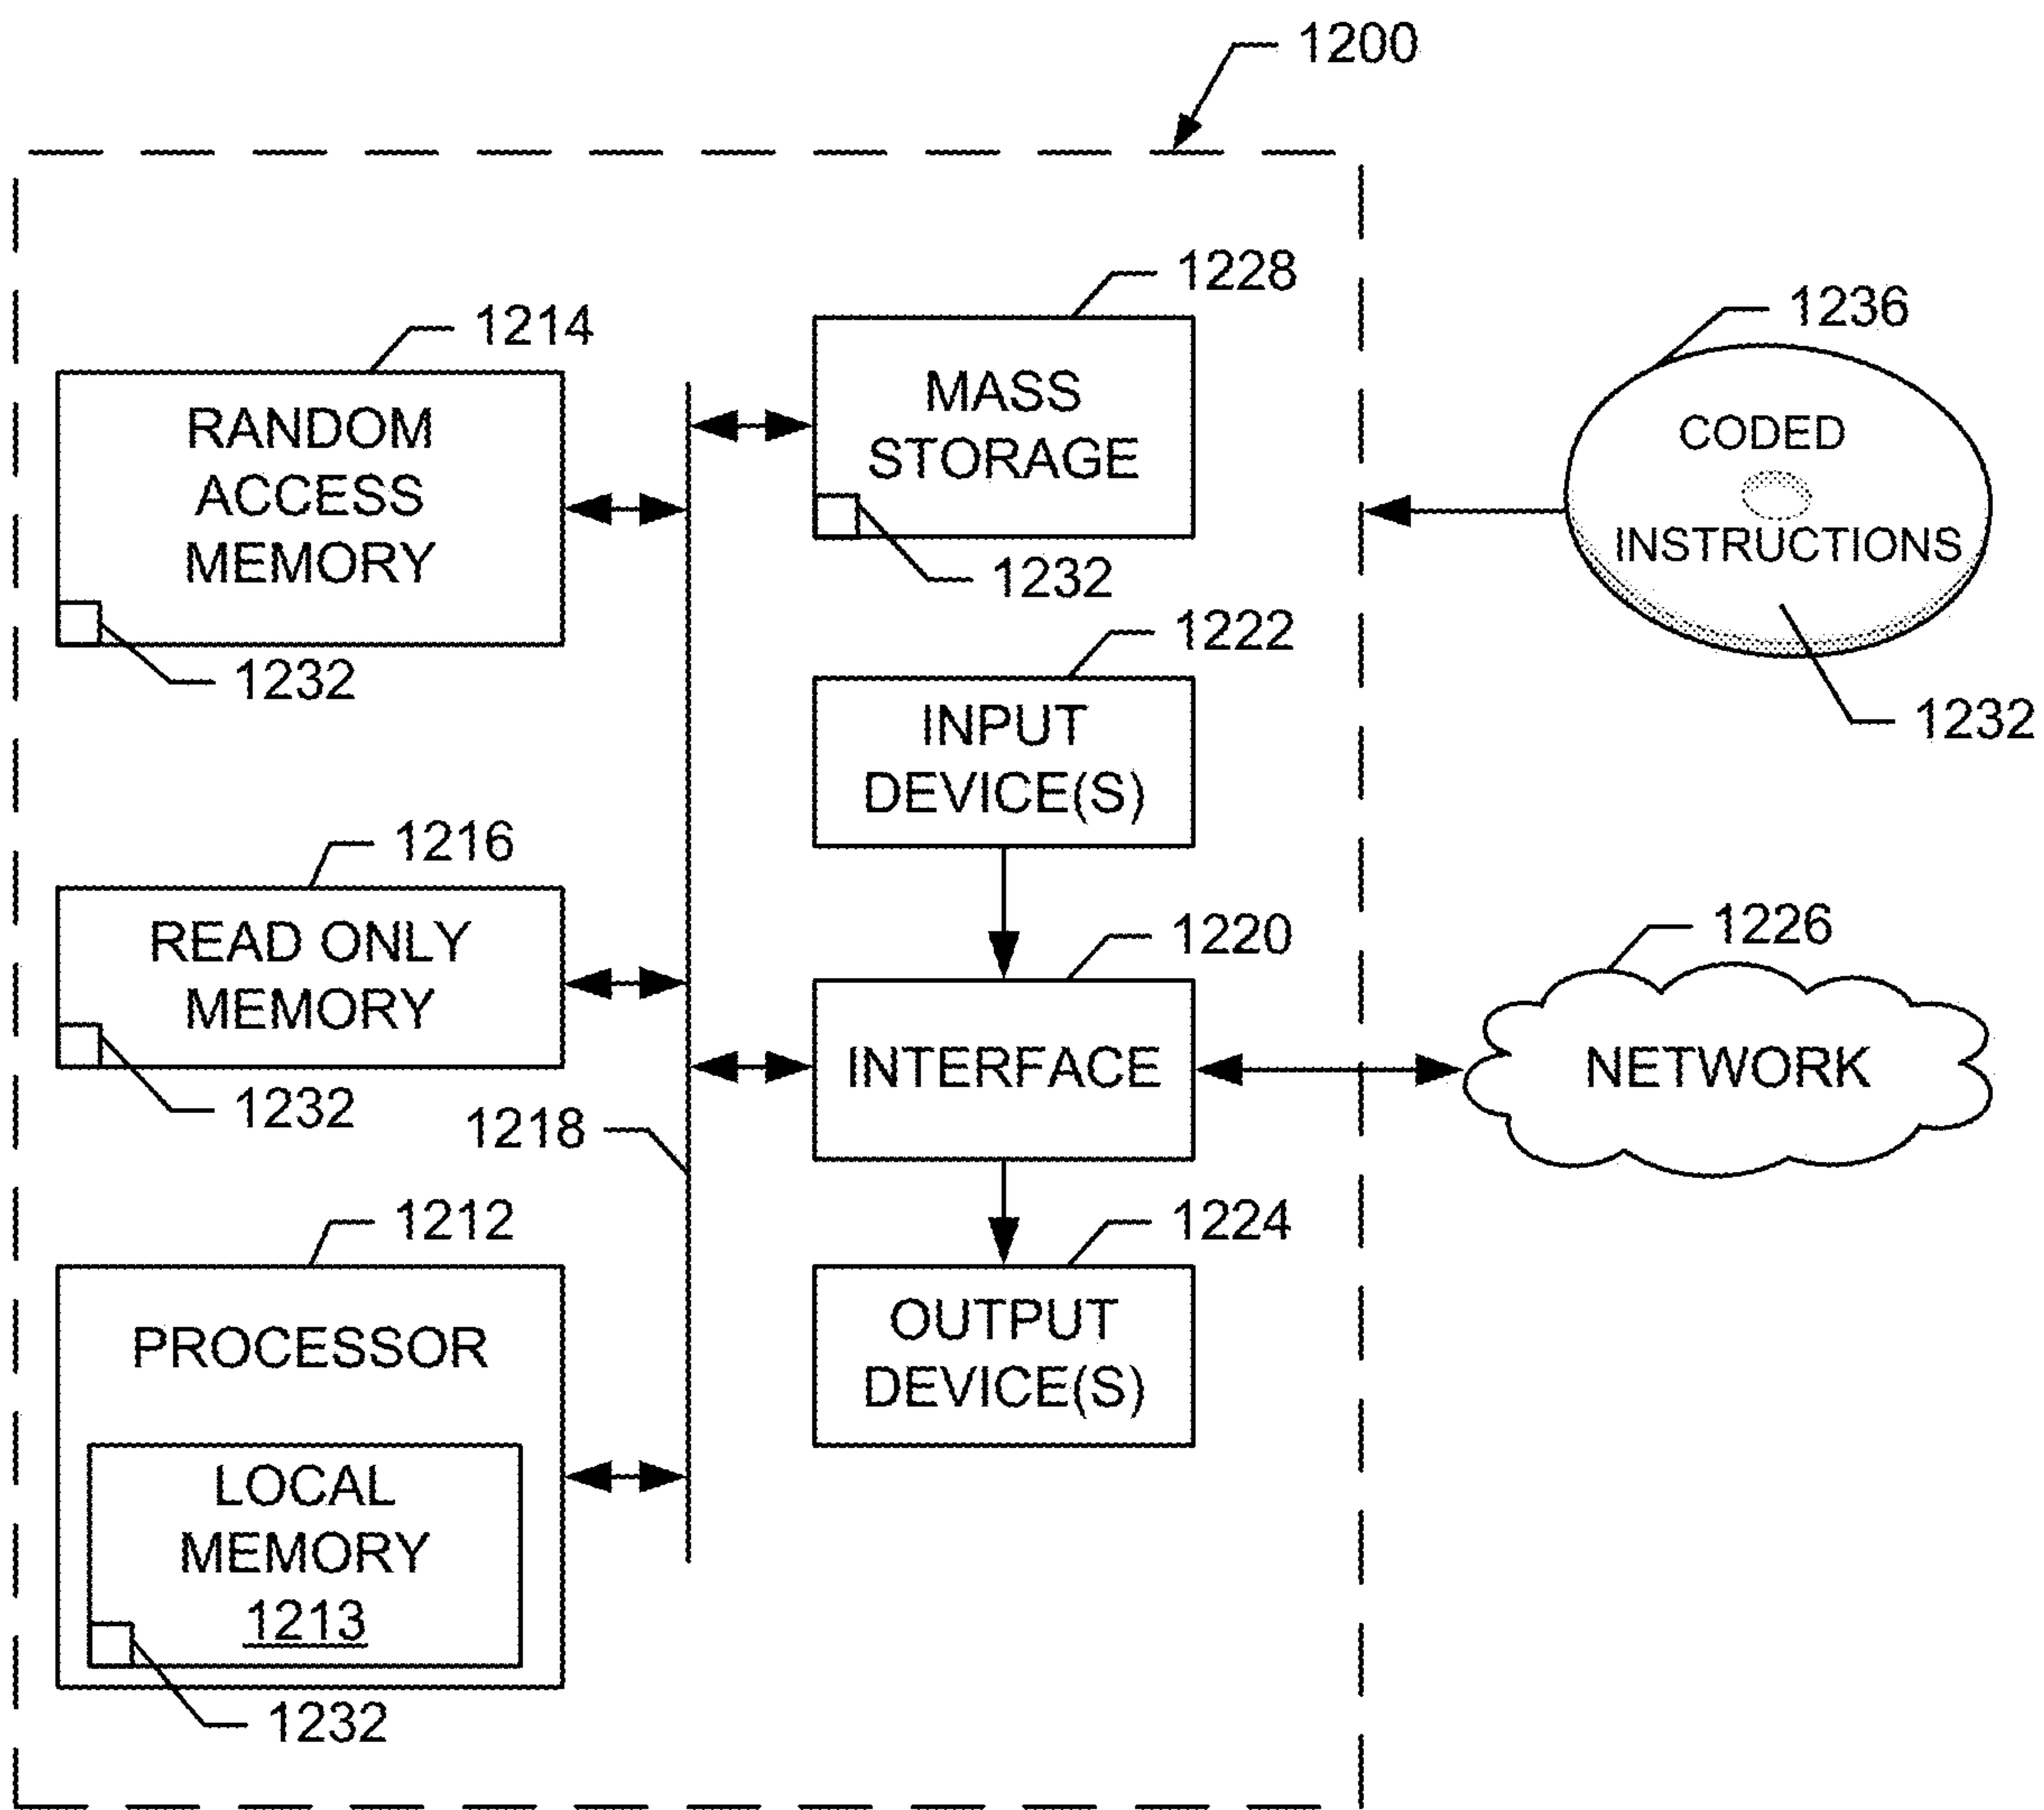 1200
1228
1214
1236
MASS
STORAGE
RANDOM
ACCESS
MEMORY
CODED
INSTRUCTIONS
1232
1232
1222
1232
INPUT
DEVICE(S)
1216
READ ONLY
MEMORY
1220
1226
INTERFACE
NETWORK
1232
1218
1212
1224
PROCESSOR
OUTPUT
DEVICE(S)
LOCAL
MEMORY
1213
1232